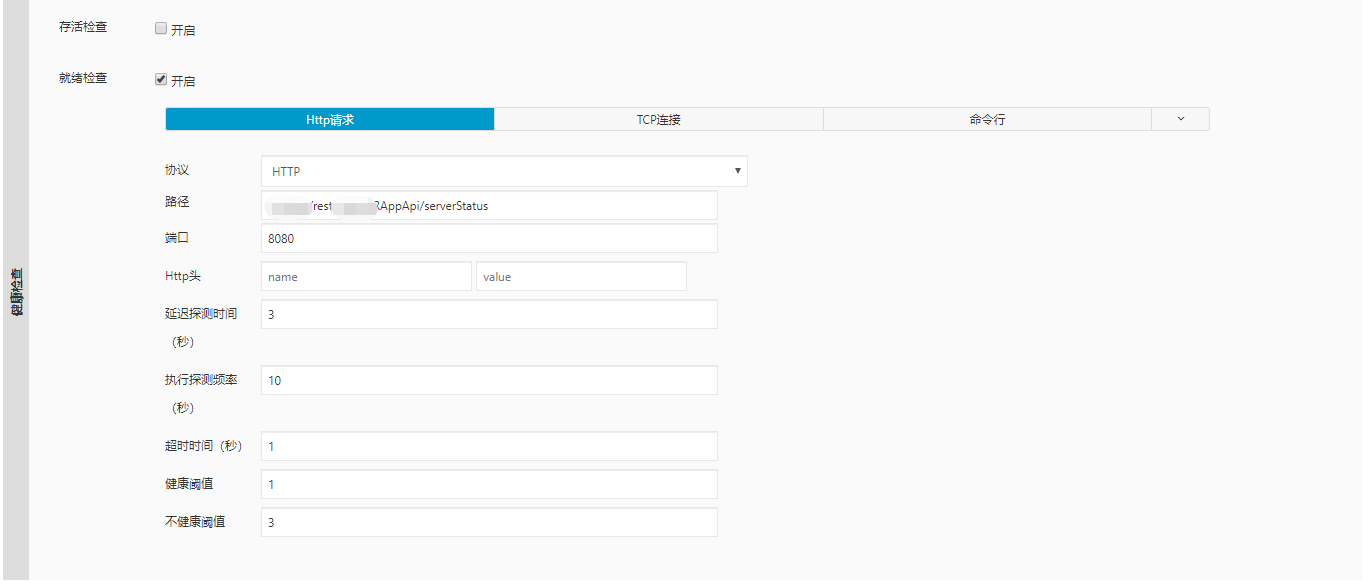 存活检查 开启
就绪检查 开启
Http请求 TCP连接 命令行
协议 HTTP
路径 /rest RAppApi/serverStatus
端口 8080
Http头 name value
延迟探测时间 3
（秒）
执行探测频率 10
（秒）
超时时间（秒） 1
健康阈值 1
不健康阈值 3
健康检查